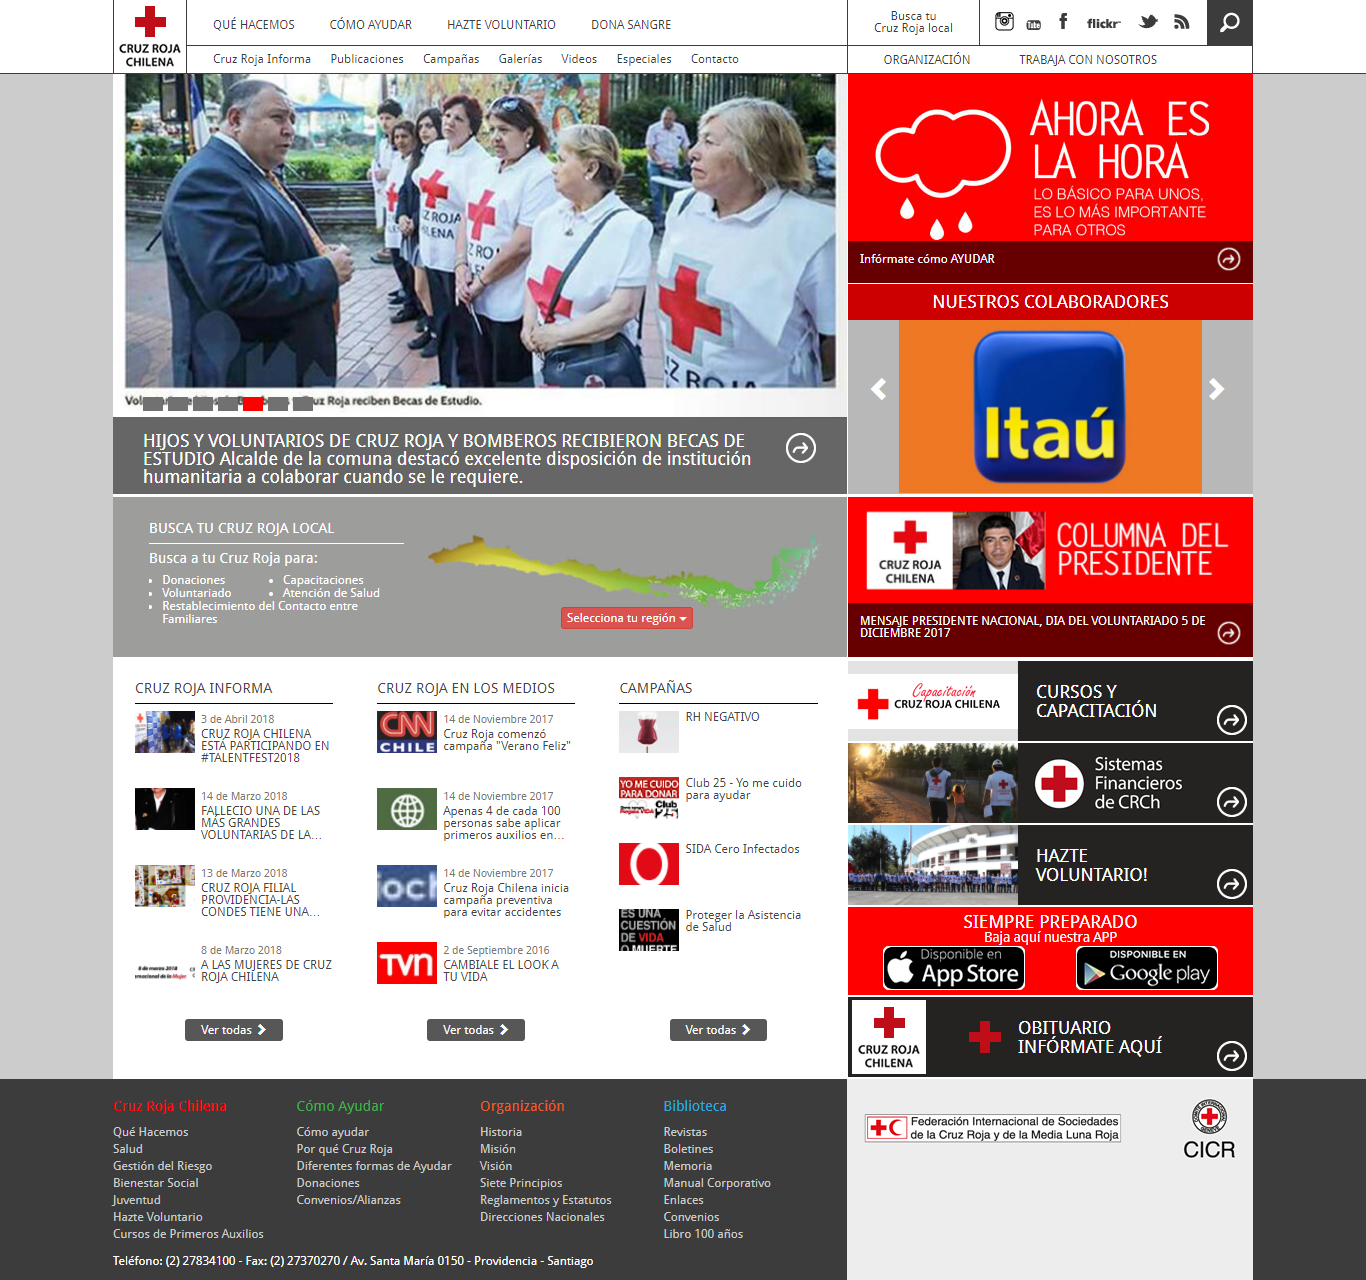 CRUZ ROJA
CHILENA
QUÉ HACEMOS
CÓMO AYUDAR
HAZTE VOLUNTARIO
DONA SANGRE
Busca tu
Cruz Roja local
You
Tube
flickr
Cruz Roja Informa
Publicaciones
Campañas
Galerías
Videos
Especiales
Contacto
ORGANIZACIÓN
TRABAJA CON NOSOTROS
CRUZ ROJA
CHILENA
Cruz Roja reciben Becas de Estudio.
HIJOS Y VOLUNTARIOS DE CRUZ ROJA Y BOMBEROS RECIBIERON BECAS DE
ESTUDIO Alcalde de la comuna destacó excelente disposición de institución
humanitaria a colaborar cuando se le requiere.
AHORA ES
LA HORA
LO BÁSICO PARA UNOS,
ES LO MÁS IMPORTANTE
PARA OTROS
Infórmate cómo AYUDAR
NUESTROS COLABORADORES
Itaú
BUSCA TU CRUZ ROJA LOCAL
Busca a tu Cruz Roja para:
Donaciones
Capacitaciones
Voluntariado
Atención de Salud
Restablecimiento del Contacto entre
Familiares
Selecciona tu región
CRUZ ROJA
CHILENA
COLUMNA DEL
PRESIDENTE
MENSAJE PRESIDENTE NACIONAL, DIA DEL VOLUNTARIADO 5 DE
DICIEMBRE 2017
CRUZ ROJA INFORMA
3 de Abril 2018
CRUZ ROJA CHILENA
ESTÁ PARTICIPANDO EN
#TALENTFEST2018
14 de Marzo 2018
FALLECIO UNA DE LAS
MÁS GRANDES
VOLUNTARIAS DE LA...
13 de Marzo 2018
CRUZ ROJA FILIAL
PROVIDENCIA-LAS
CONDES TIENE UNA...
8 de marzo 2018
8 de Marzo 2018
A LAS MUJERES DE CRUZ
ROJA CHILENA
Ver todas
CRUZ ROJA EN LOS MEDIOS
CNN
CHILE
14 de Noviembre 2017
Cruz Roja comenzó
campaña "Verano Feliz"
14 de Noviembre 2017
Apenas 4 de cada 100
personas sabe aplicar
primeros auxilios en...
14 de Noviembre 2017
Cruz Roja Chilena inicia
campaña preventiva
para evitar accidentes
tvn
2 de Septiembre 2016
CAMBIALE EL LOOK A
TU VIDA
Ver todas
CAMPAÑAS
RH NEGATIVO
YO ME CUIDO
PARA DONAR
Club
Club 25 - Yo me cuido
para ayudar
SIDA Cero Infectados
ES UNA
CUESTIÓN
DE VIDA
O MUERTE
Proteger la Asistencia
de Salud
Ver todas
Capacitación
CRUZ ROJA CHILENA
CURSOS Y
CAPACITACIÓN
Sistemas
Financieros
de CRCh
HAZTE
VOLUNTARIO!
SIEMPRE PREPARADO
Baja aquí nuestra APP
Disponible en
App Store
DISPONIBLE EN
Google play
CRUZ ROJA
CHILENA
OBITUARIO
INFÓRMATE AQUÍ
Cruz Roja Chilena
Qué Hacemos
Salud
Gestión del Riesgo
Bienestar Social
Juventud
Hazte Voluntario
Cursos de Primeros Auxilios
Cómo Ayudar
Cómo ayudar
Por qué Cruz Roja
Diferentes formas de Ayudar
Donaciones
Convenios/Alianzas
Organización
Historia
Misión
Visión
Siete Principios
Reglamentos y Estatutos
Direcciones Nacionales
Biblioteca
Revistas
Boletines
Memoria
Manual Corporativo
Enlaces
Convenios
Libro 100 años
Teléfono: (2) 27834100 - Fax: (2) 27370270 / Av. Santa María 0150 - Providencia - Santiago
Federación Internacional de Sociedades
de la Cruz Roja y de la Media Luna Roja
CICR